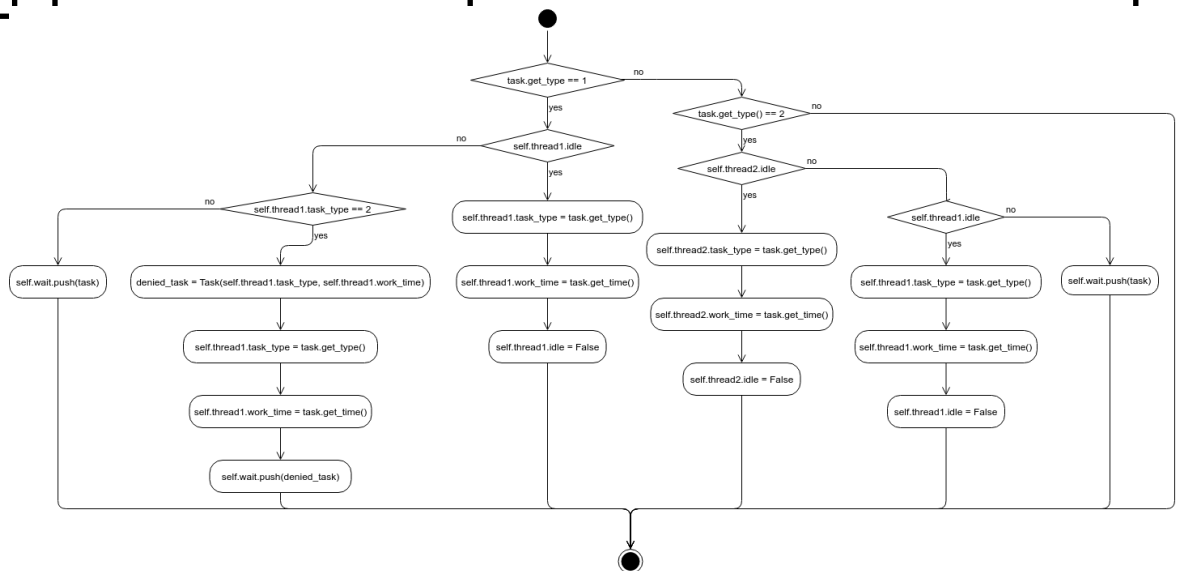 task.get_type == 1
no
yes
task.get_type() == 2
no
yes
self.thread1.idle
no
yes
self.thread2.idle
no
yes
self.thread1.task_type == 2
no
yes
self.thread1.task_type = task.get_type()
self.thread1.idle
no
yes
self.thread2.task_type = task.get_type()
self.wait.push(task)
denied_task = Task(self.thread1.task_type, self.thread1.work_time)
self.thread1.work_time = task.get_time()
self.thread1.task_type = task.get_type()
self.wait.push(task)
self.thread2.work_time = task.get_time()
self.thread1.task_type = task.get_type()
self.thread1.idle = False
self.thread1.work_time = task.get_time()
self.thread2.idle = False
self.thread1.work_time = task.get_time()
self.thread1.idle = False
self.wait.push(denied_task)